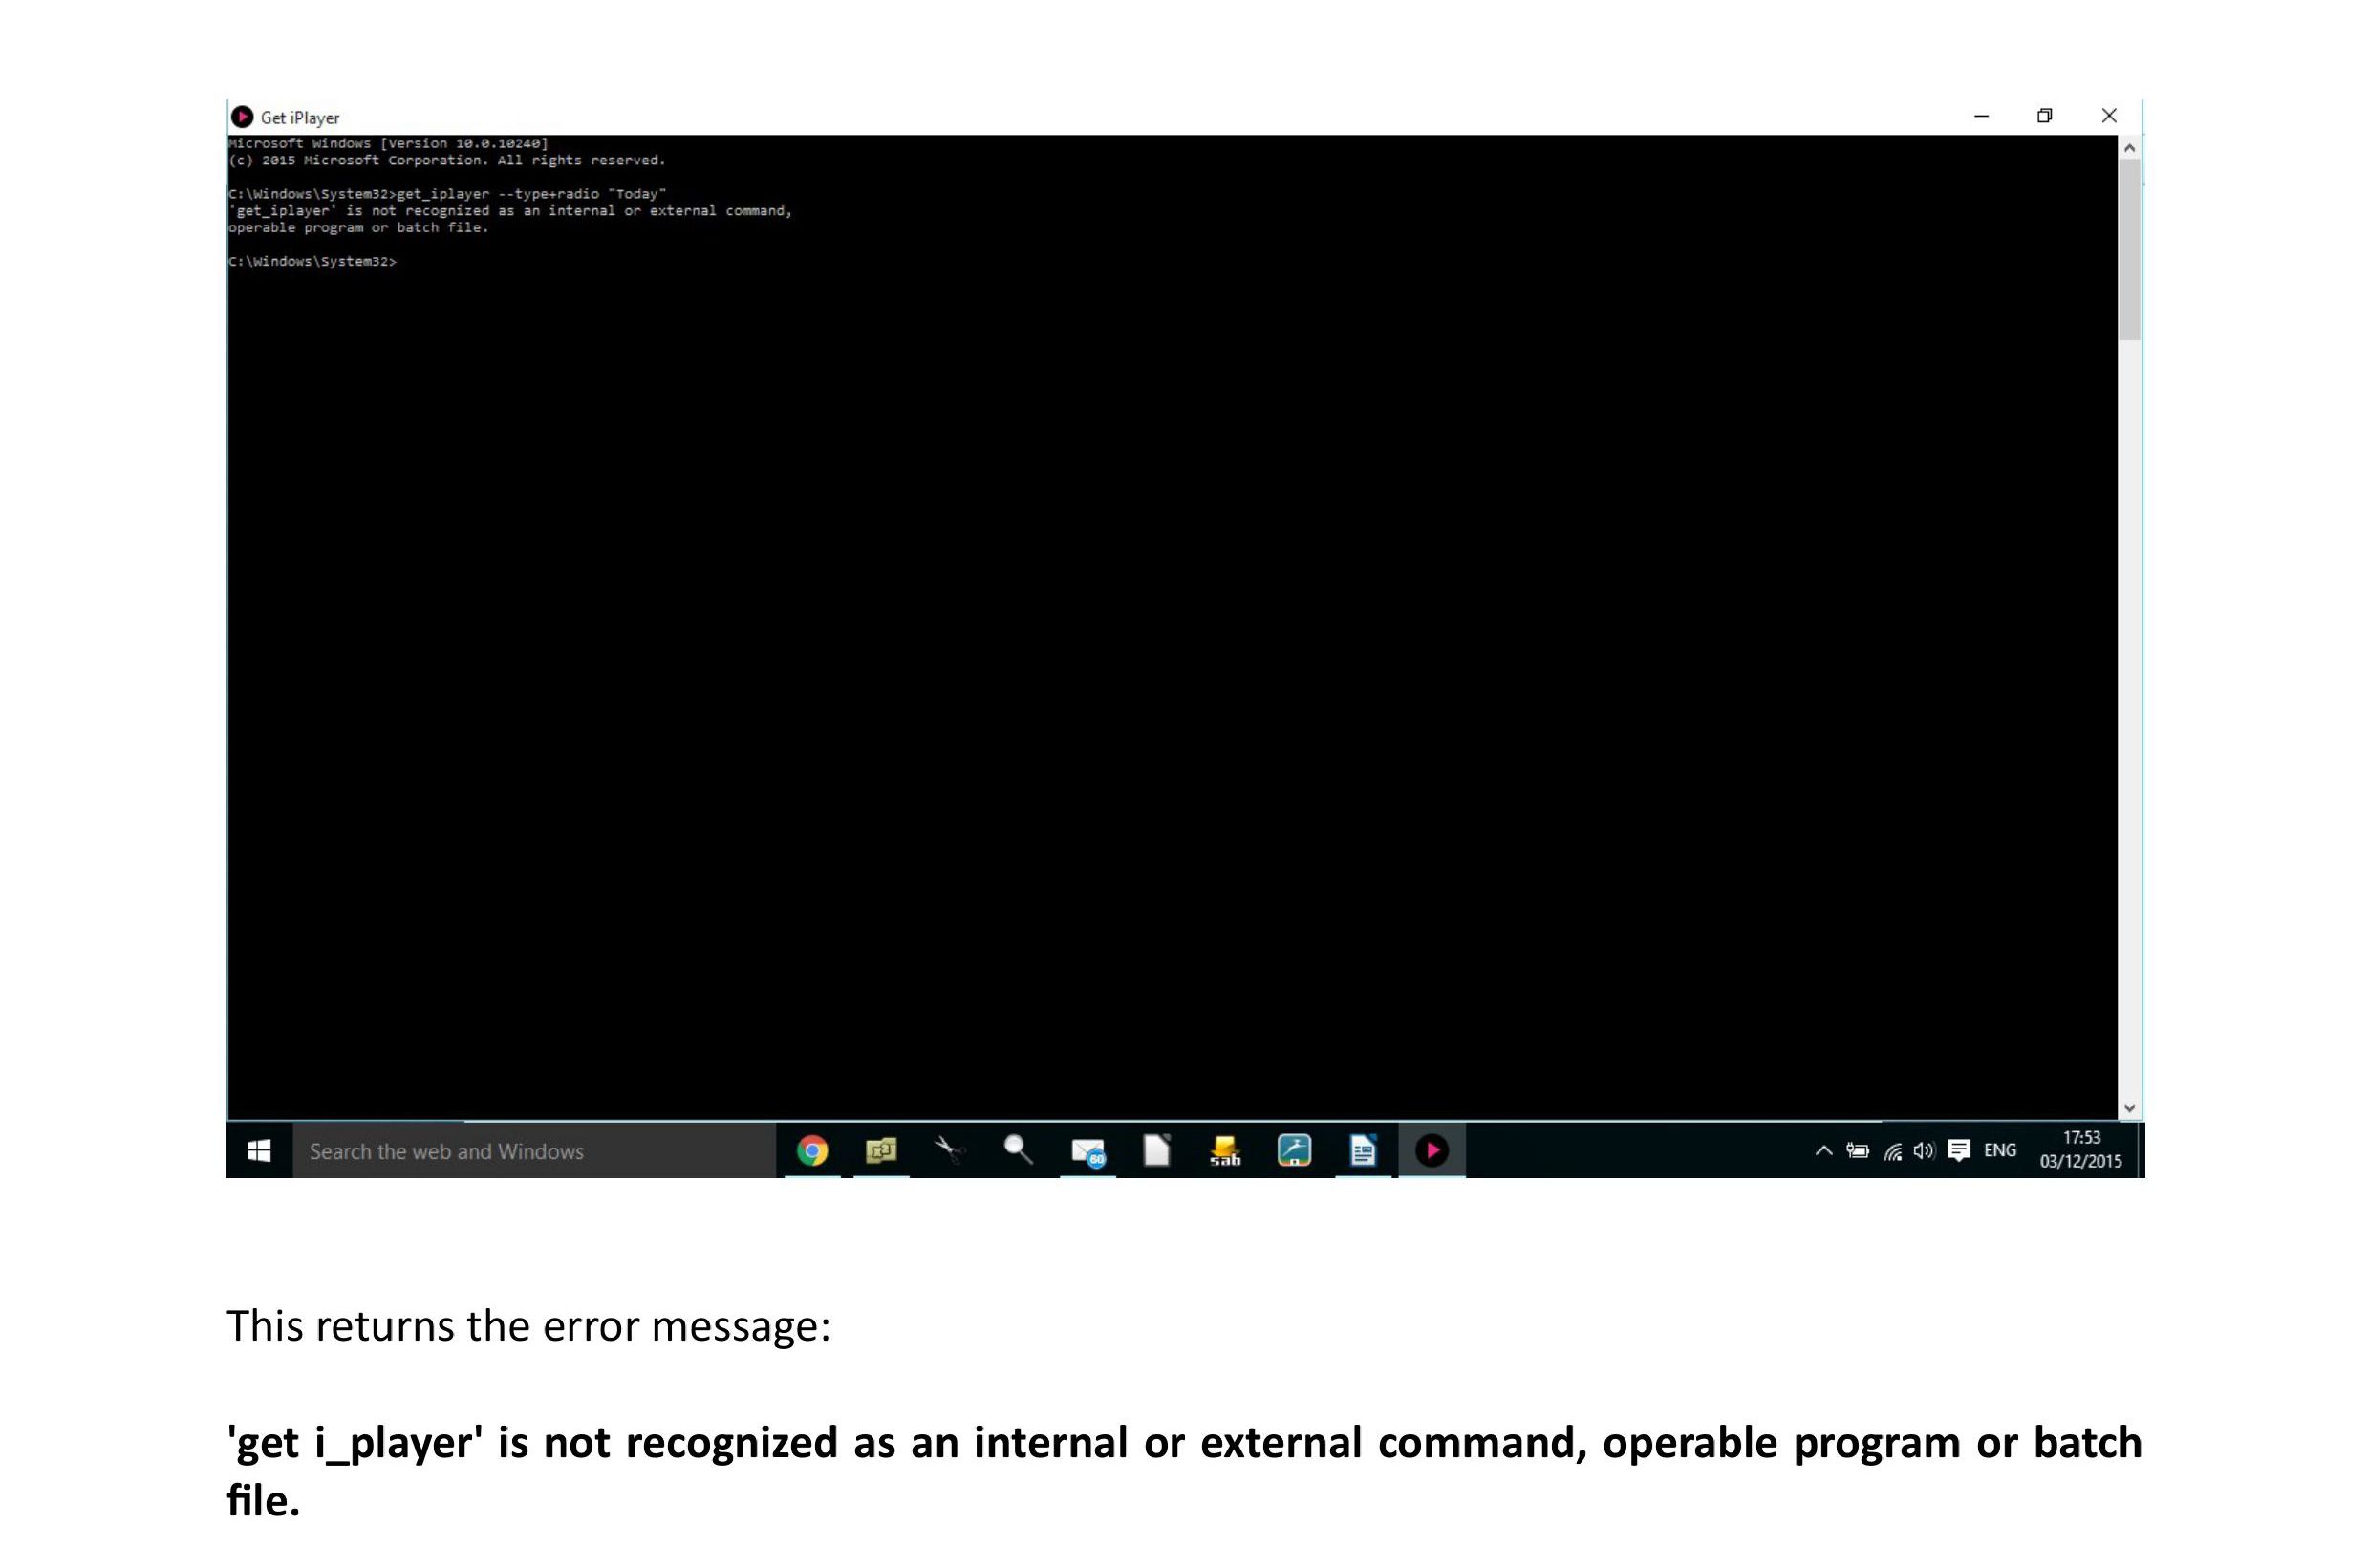 Get iPlayer
Microsoft Windows [Version 10.0.10240]
(c) 2015 Microsoft Corporation. All rights reserved.
C:\Windows\System32>get_iplayer --type+radio "Today"
'get_iplayer' is not recognized as an internal or external command,
operable program or batch file.
C:\Windows\System32>
Search the web and Windows
60
sab
ENG
17:53
03/12/2015
This returns the error message:
'get i_player' is not recognized as an internal or external command, operable program or batch
file.